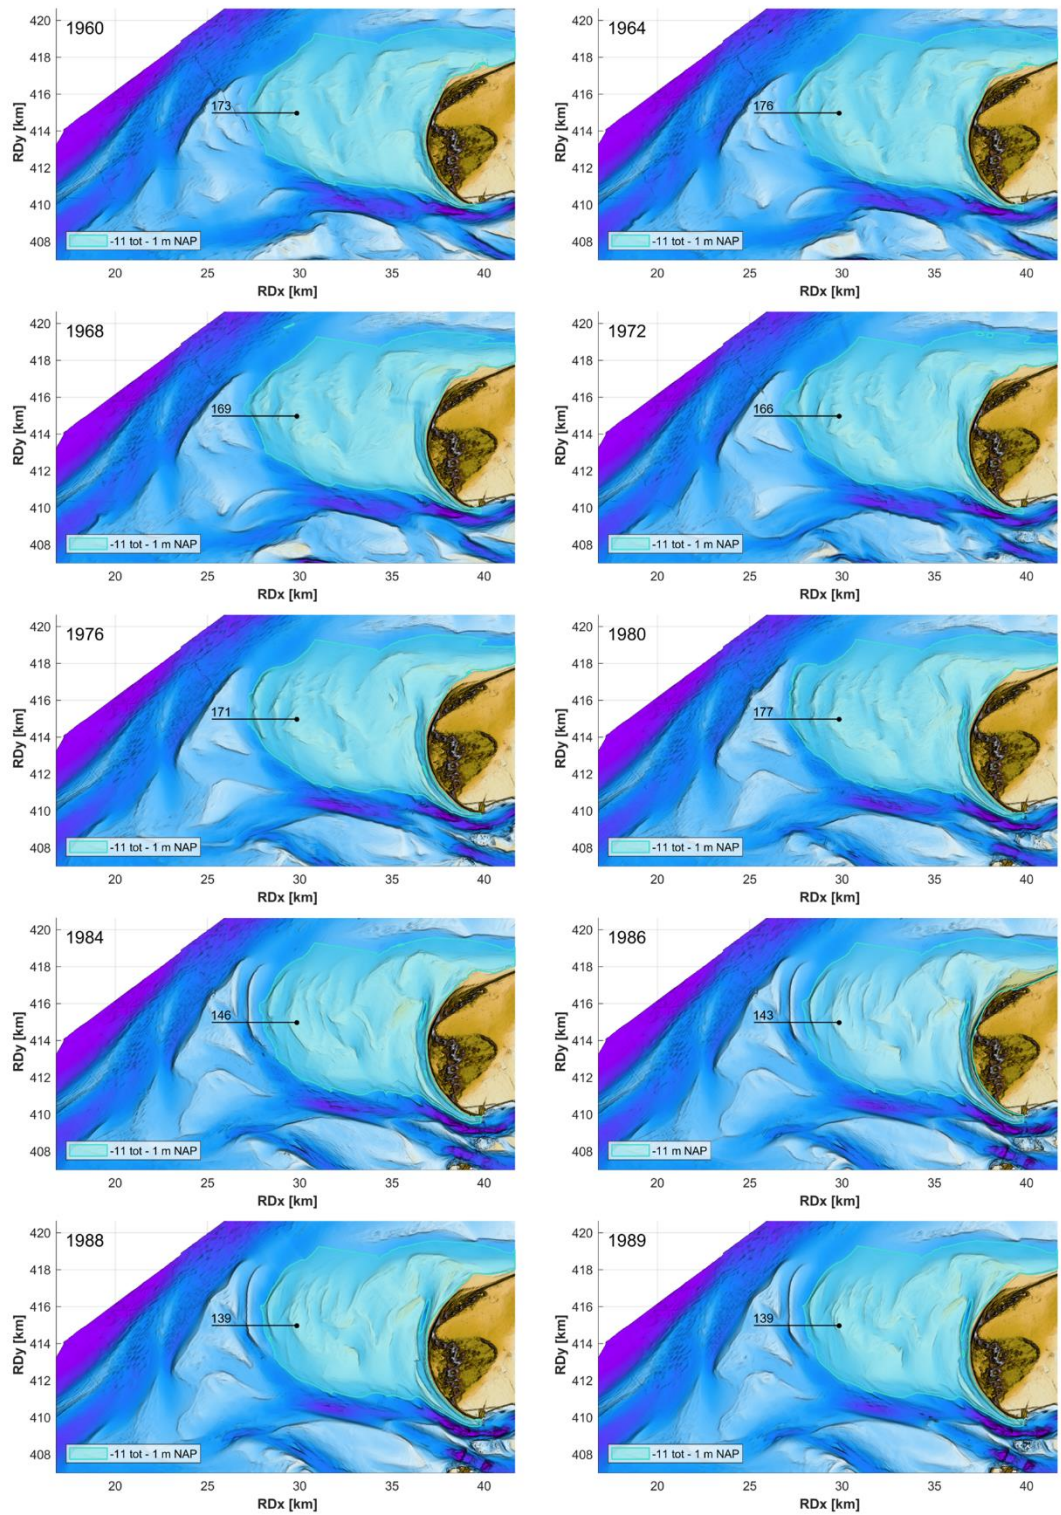 1960
420
418
416
414
412
410
408
RDy [km]
173
-11 tot - 1 m NAP
20 25 30 35 40
RDx [km]
1964
420
418
416
414
412
410
408
RDy [km]
176
-11 tot - 1 m NAP
20 25 30 35 40
RDx [km]
1968
420
418
416
414
412
410
408
RDy [km]
169
-11 tot - 1 m NAP
20 25 30 35 40
RDx [km]
1972
420
418
416
414
412
410
408
RDy [km]
166
-11 tot - 1 m NAP
20 25 30 35 40
RDx [km]
1976
420
418
416
414
412
410
408
RDy [km]
171
-11 tot - 1 m NAP
20 25 30 35 40
RDx [km]
1980
420
418
416
414
412
410
408
RDy [km]
177
-11 tot - 1 m NAP
20 25 30 35 40
RDx [km]
1984
420
418
416
414
412
410
408
RDy [km]
146
-11 tot - 1 m NAP
20 25 30 35 40
RDx [km]
1986
420
418
416
414
412
410
408
RDy [km]
143
-11 m NAP
20 25 30 35 40
RDx [km]
1988
420
418
416
414
412
410
408
RDy [km]
139
-11 tot - 1 m NAP
20 25 30 35 40
RDx [km]
1989
420
418
416
414
412
410
408
RDy [km]
139
-11 tot - 1 m NAP
20 25 30 35 40
RDx [km]